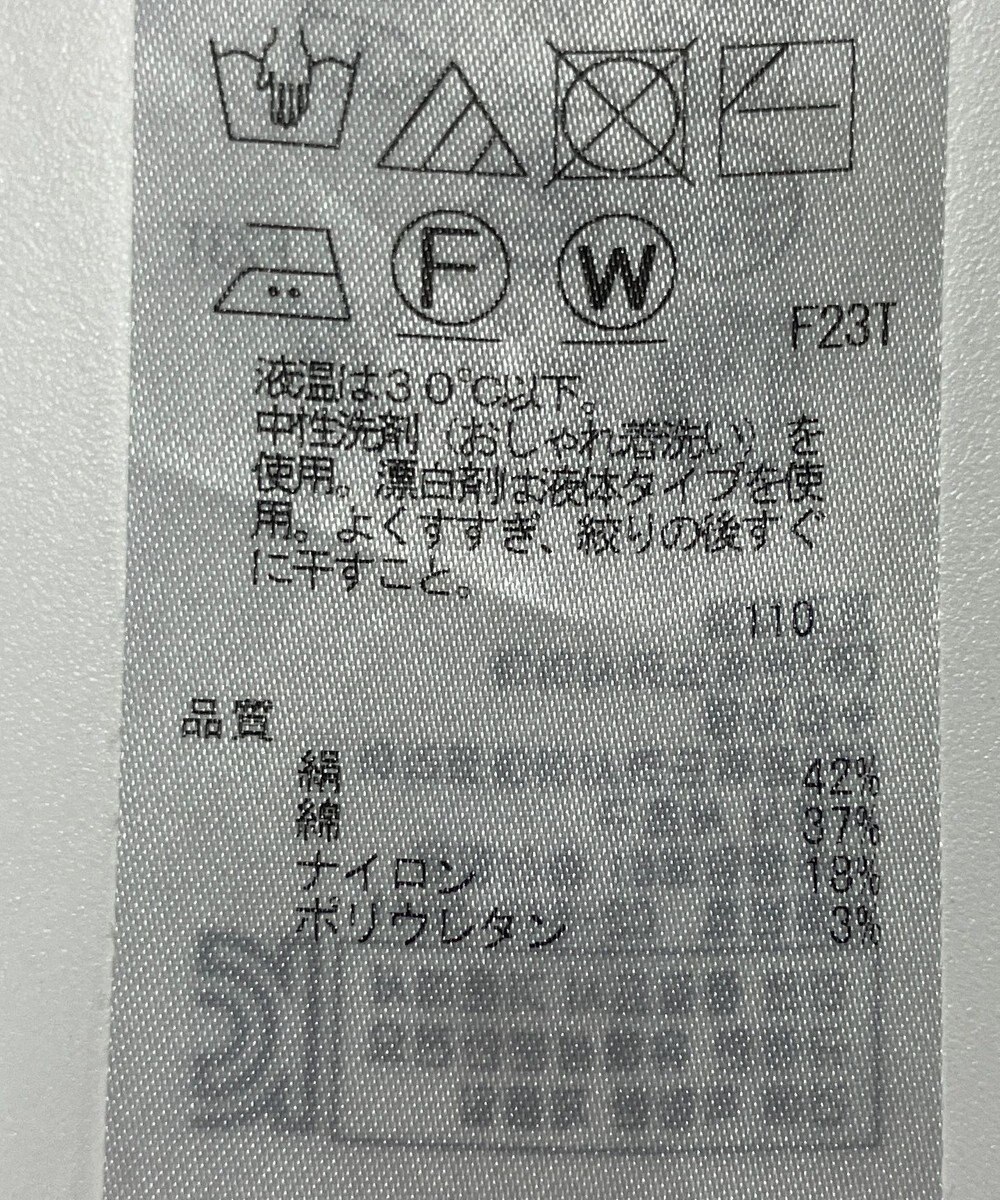 F
W
F23T
液温は30℃以下。
中性洗剤（おしゃれ着洗い）を
使用。漂白剤は液体タイプを使
用。よくすすぎ、絞りの後すぐ
に干すこと。
110
品質
絹 42%
綿 37%
ナイロン 18%
ポリウレタン 3%